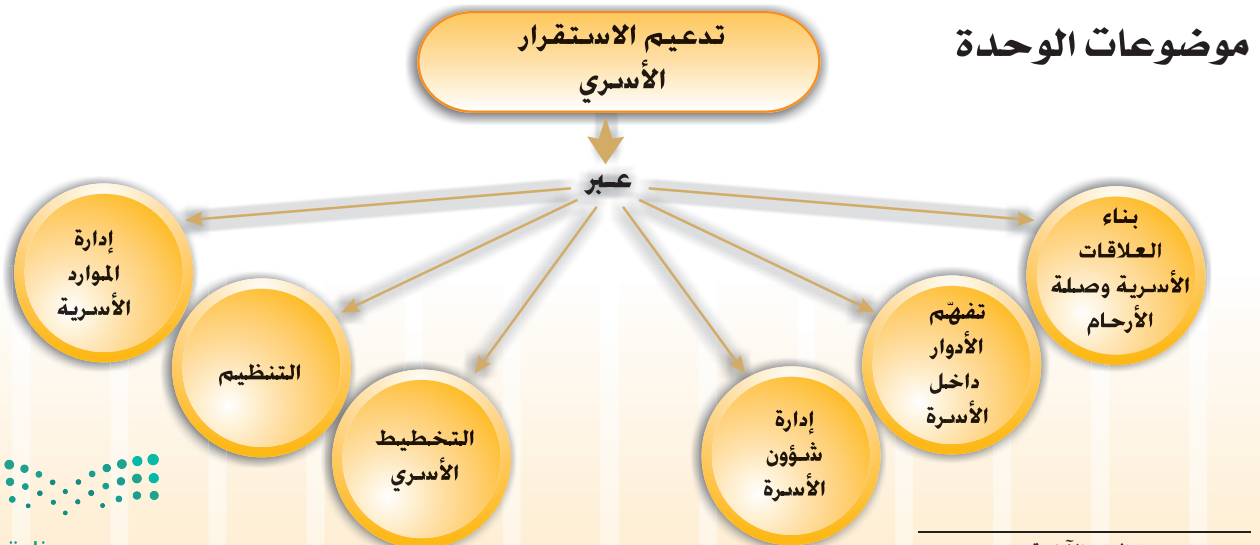 موضوعات الوحدة
تدعيم الاستقرار
الأسري
عبر
بناء
العلاقات
الأسرية وصلة
الأرحام
تفهّم
الأدوار
داخل
الأسرة
إدارة
شؤون
الأسرة
التخطيط
الأسري
التنظيم
إدارة
الموارد
الأسرية